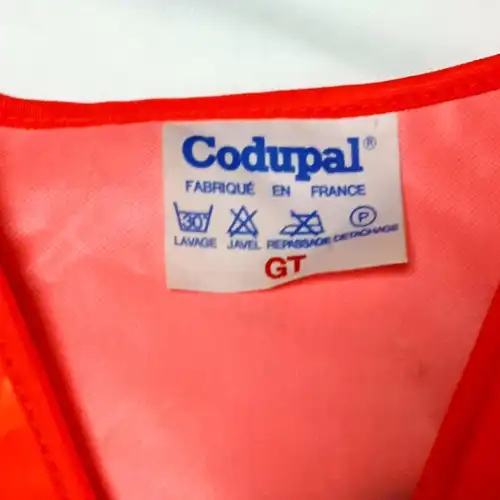 Codupal®
FABRIQUÉ EN FRANCE
30 P
LAVAGE JAVEL REPASSAGE DETACHAGE
GT